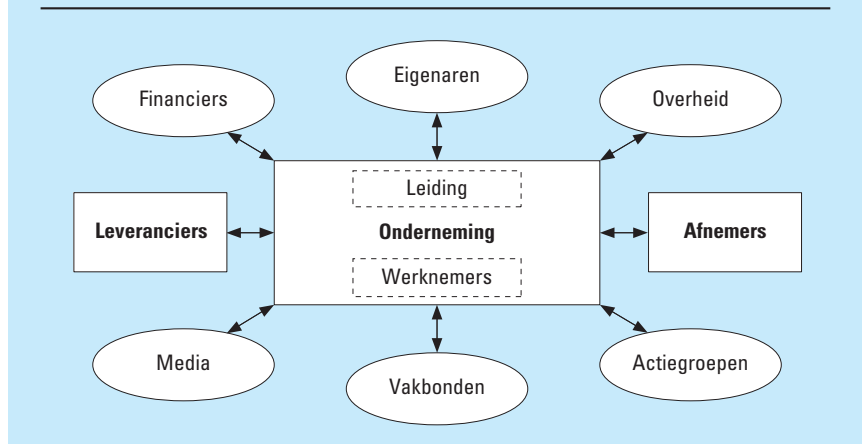 Financiers
Eigenaren
Overheid
Leiding
Leveranciers
Onderneming
Afnemers
Werknemers
Media
Vakbonden
Actiegroepen